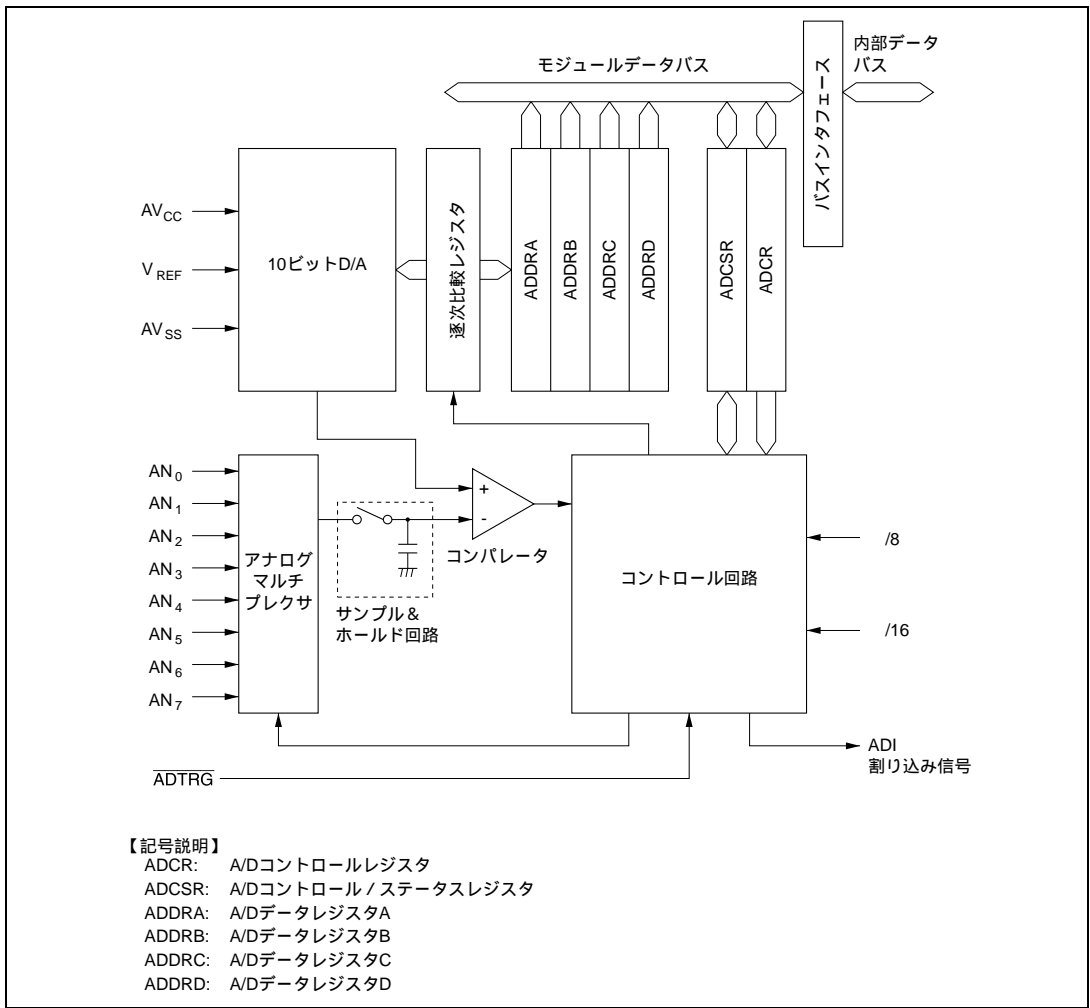 モジュールデータバス
内部データ
バス
バスインタフェース
AVCC
VREF
AVSS
10ビットD/A
逐次比較レジスタ
ADDRA
ADDRB
ADDRC
ADDRD
ADCSR
ADCR
AN0
AN1
AN2
AN3
AN4
AN5
AN6
AN7
アナログ
マルチ
プレクサ
サンプル＆
ホールド回路
+
-
コンパレータ
コントロール回路
/8
/16
ADTRG
ADI
割り込み信号
【記号説明】
ADCR: A/Dコントロールレジスタ
ADCSR: A/Dコントロール / ステータスレジスタ
ADDRA: A/DデータレジスタA
ADDRB: A/DデータレジスタB
ADDRC: A/DデータレジスタC
ADDRD: A/DデータレジスタD